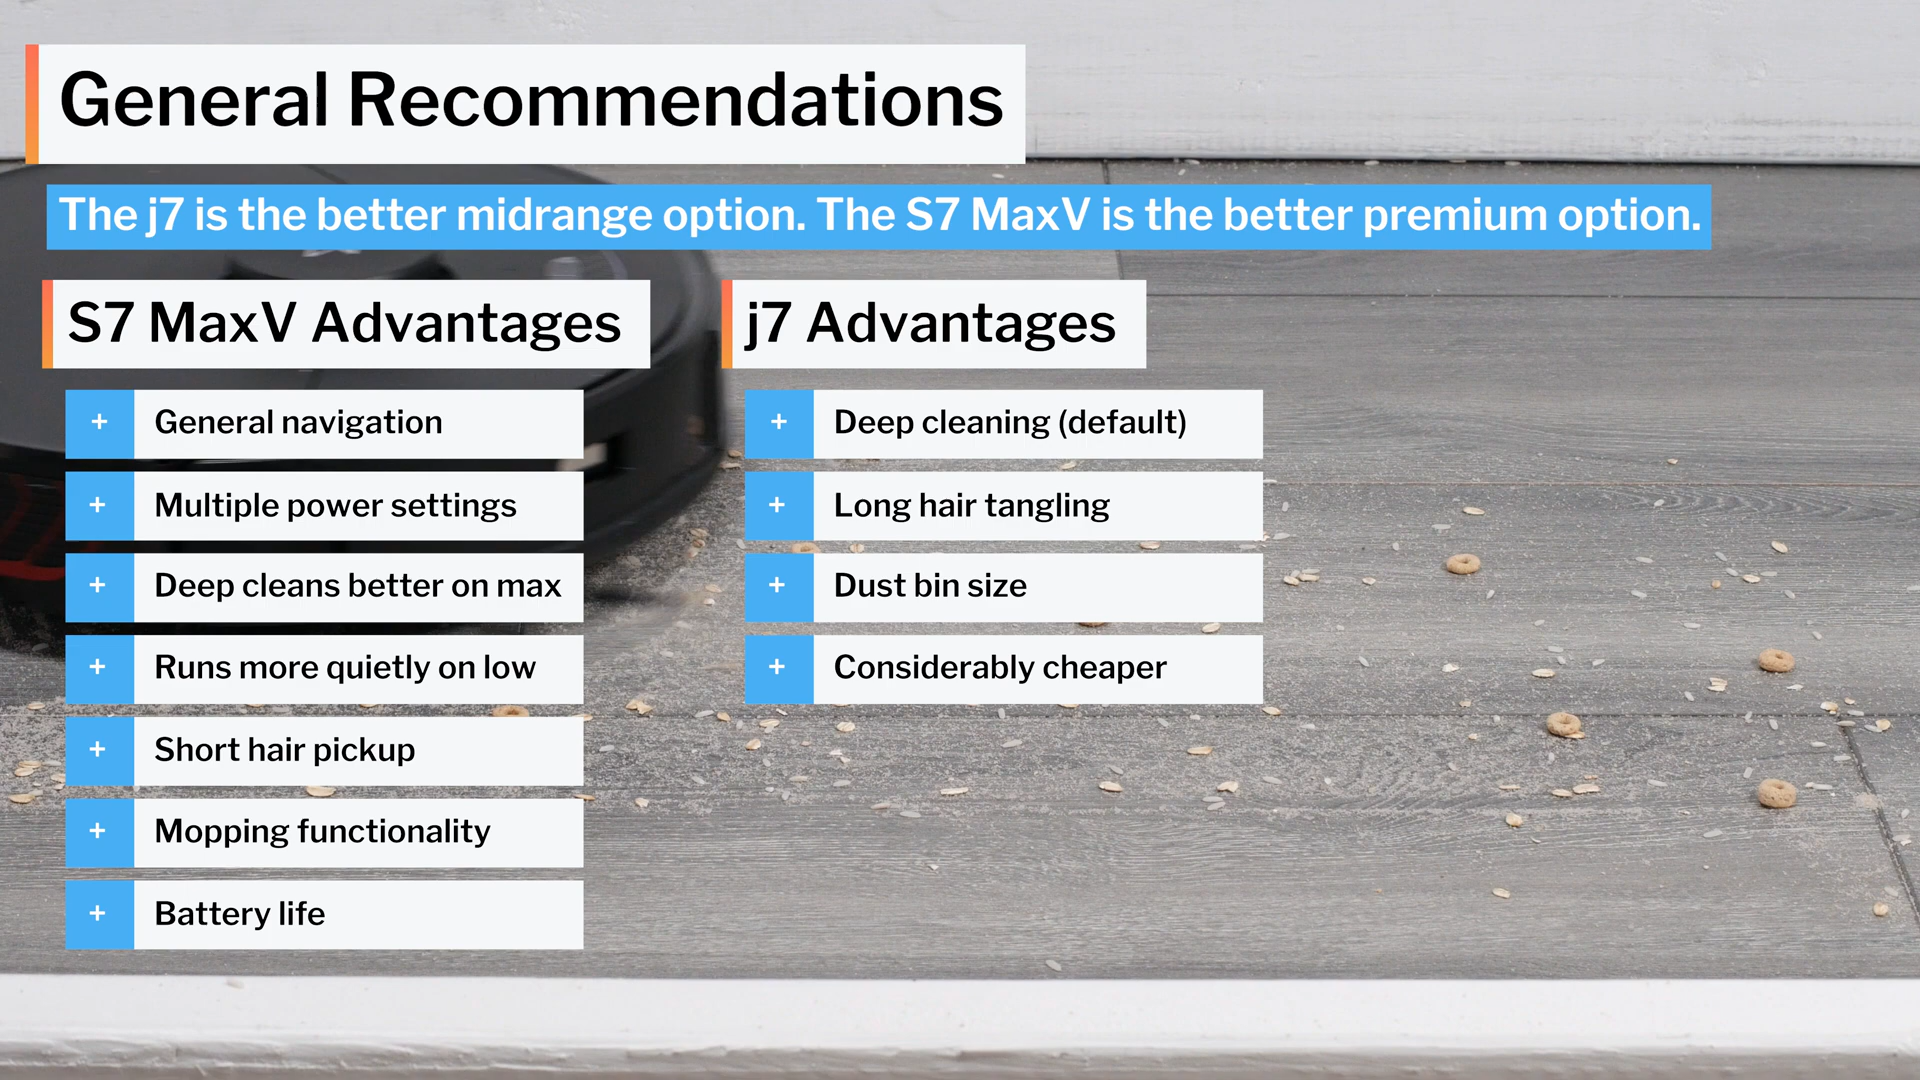 General Recommendations
The j7 is the better midrange option. The S7 MaxV is the better premium option.
S7 MaxV Advantages
+ General navigation
+ Multiple power settings
+ Deep cleans better on max
+ Runs more quietly on low
+ Short hair pickup
+ Mopping functionality
+ Battery life
j7 Advantages
+ Deep cleaning (default)
+ Long hair tangling
+ Dust bin size
+ Considerably cheaper